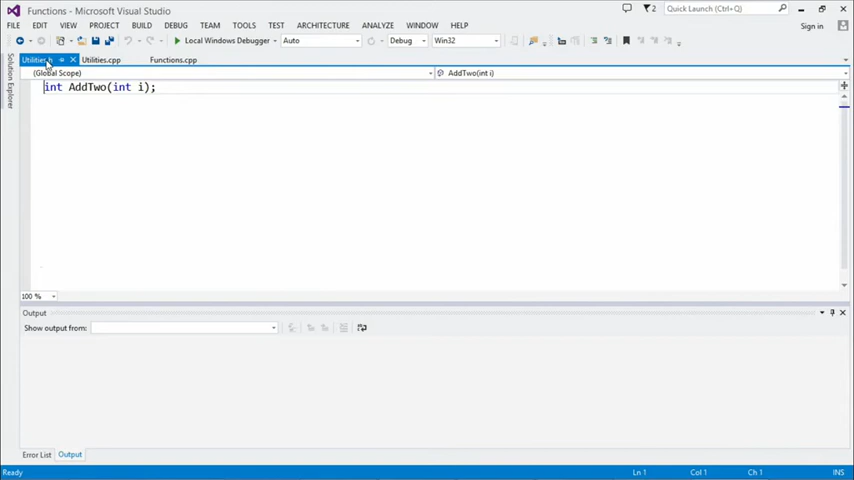 Functions - Microsoft Visual Studio
Quick Launch (Ctrl+Q)
2
FILE EDIT VIEW PROJECT BUILD DEBUG TEAM TOOLS TEST ARCHITECTURE ANALYZE WINDOW HELP
Sign in
Local Windows Debugger Auto Debug Win32
Solution Explorer
Utilities.h Utilities.cpp Functions.cpp
(Global Scope) AddTwo(int i)
int AddTwo(int i);
100 %
Output
Show output from:
Error List Output
Ready Ln 1 Col 1 Ch 1 INS